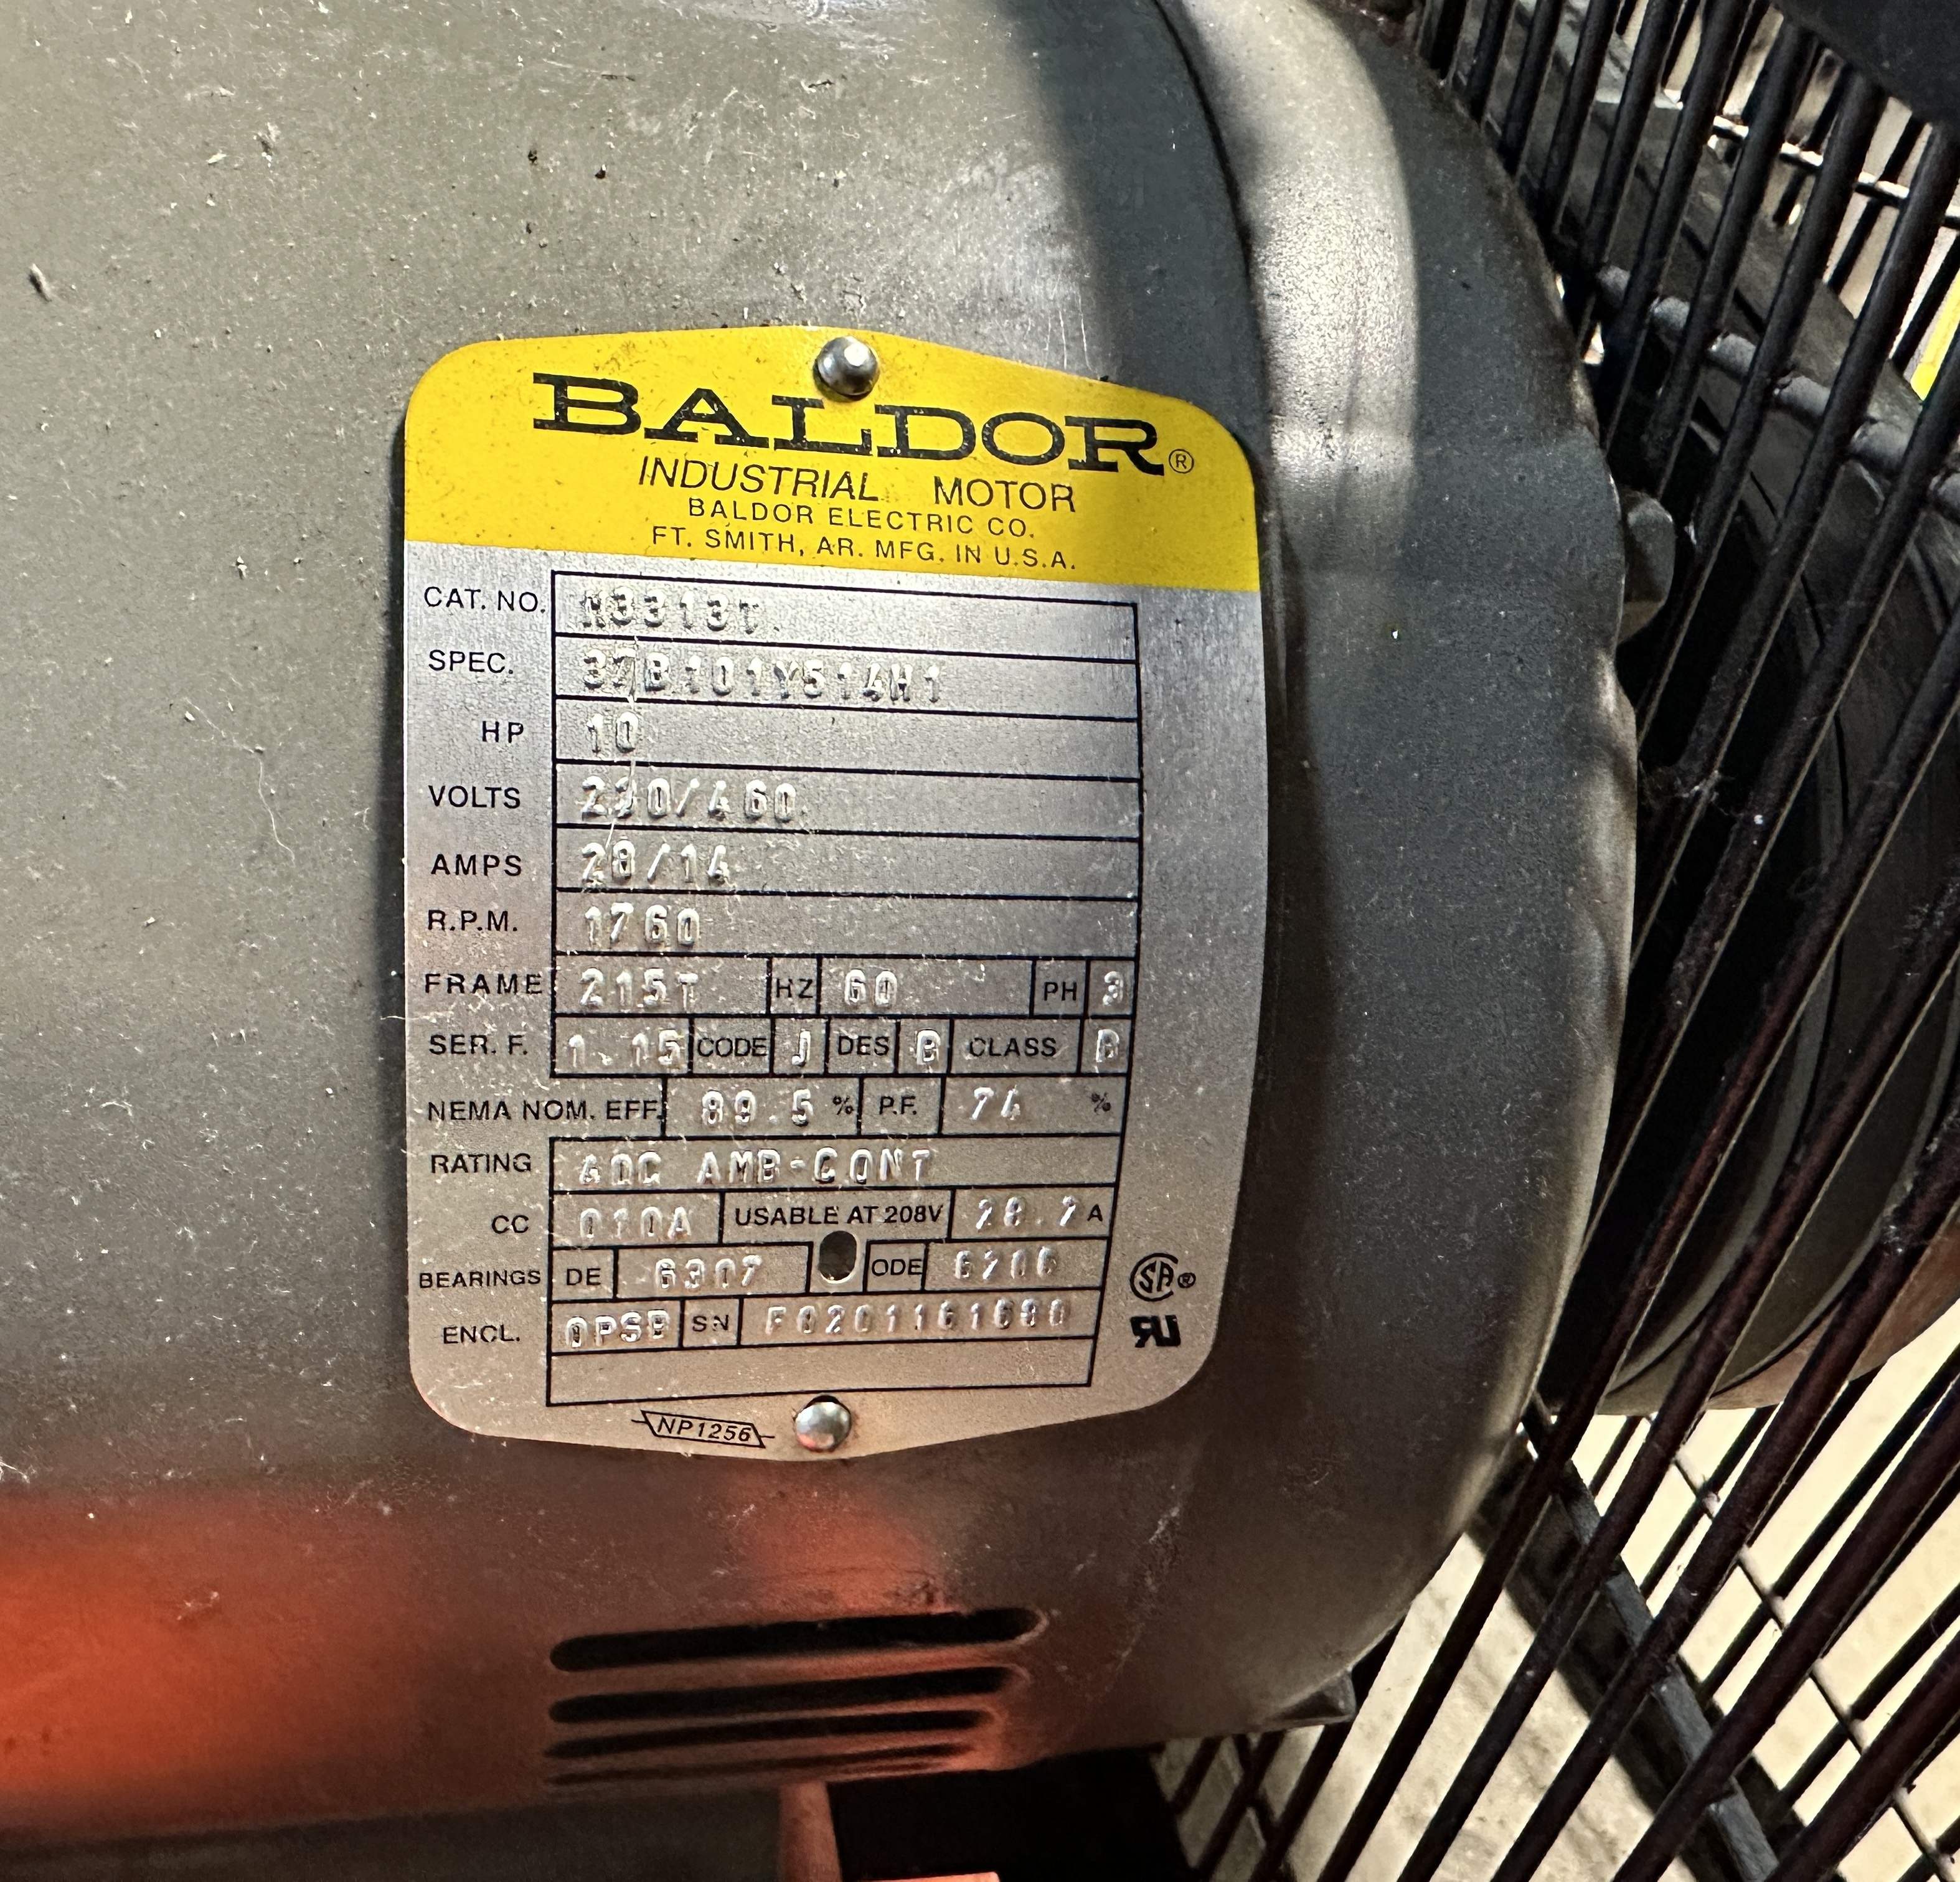 BALDOR®
INDUSTRIAL MOTOR
BALDOR ELECTRIC CO.
FT. SMITH, AR. MFG. IN U.S.A.
CAT. NO. M3313T
SPEC. 37B101Y514H1
HP 10
VOLTS 230/460
AMPS 28/14
R.P.M. 1760
FRAME 215T HZ 60 PH 3
SER. F. 1.15 CODE J DES B CLASS B
NEMA NOM. EFF. 89.5 % P.F. 74 %
RATING 40C AMB-CONT
CC 010A USABLE AT 208V A
BEARINGS DE 6307 ODE 6206
ENCL. OPSB SN
SA®
NP1256